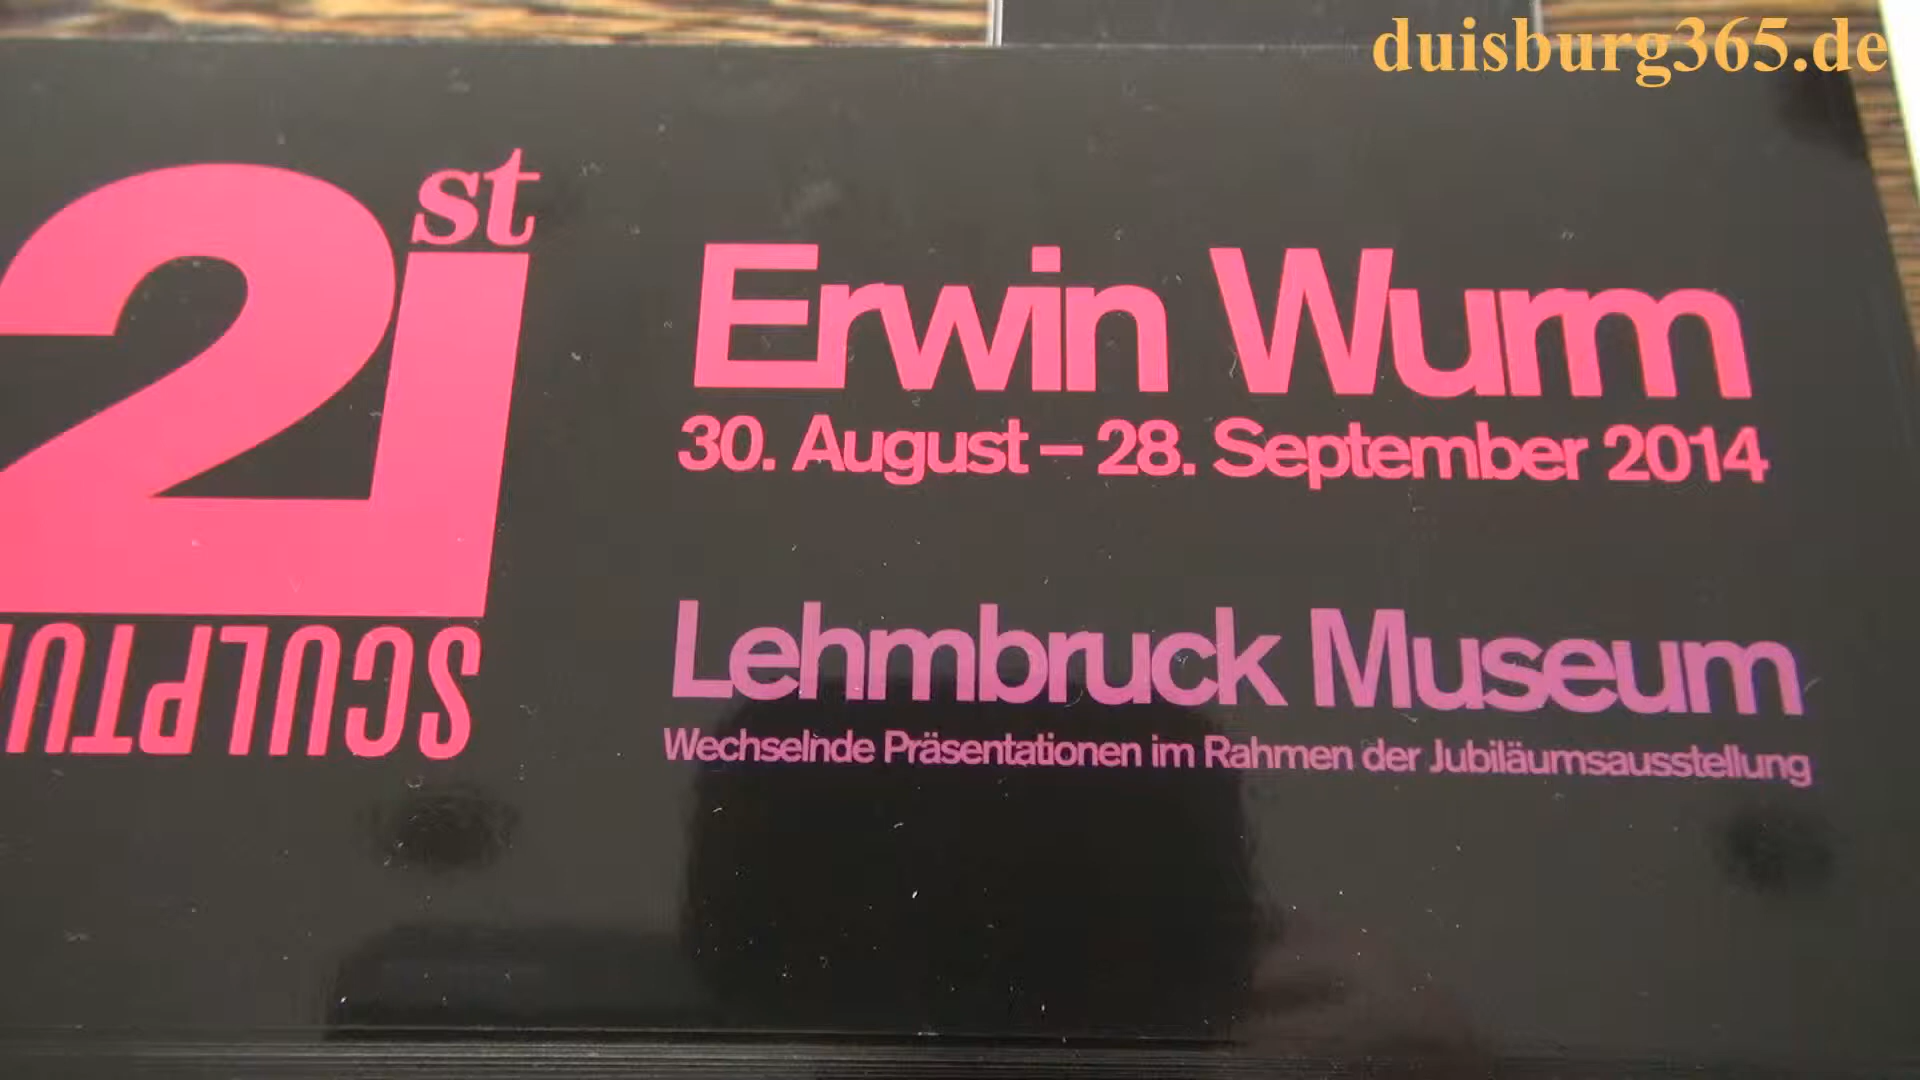 duisburg365.de
21st
SCULPTU
Erwin Wurm
30. August – 28. September 2014
Lehmbruck Museum
Wechselnde Präsentationen im Rahmen der Jubiläumsausstellung